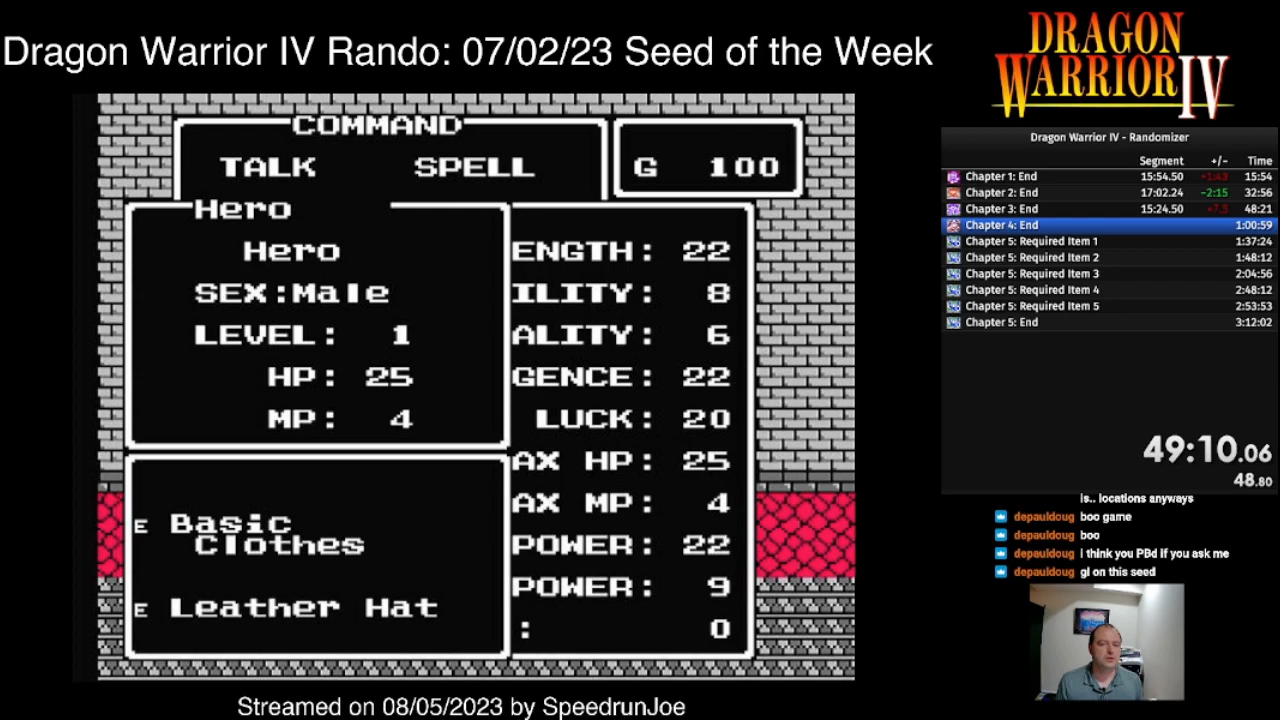 Dragon Warrior IV Rando: 07/02/23 Seed of the Week
COMMAND
TALK SPELL
G 100
Hero
Hero
SEX:Male
LEVEL: 1
HP: 25
MP: 4
ENGTH: 22
ILITY: 8
ALITY: 6
GENCE: 22
LUCK: 20
AX HP: 25
AX MP: 4
POWER: 22
POWER: 9
: 0
E Basic
Clothes
E Leather Hat
Streamed on 08/05/2023 by SpeedrunJoe
DRAGON
WARRIOR IV
Dragon Warrior IV - Randomizer
Segment +/- Time
Chapter 1: End 15:54.50 +1:43 15:54
Chapter 2: End 17:02.24 −2:15 32:56
Chapter 3: End 15:24.50 +7.5 48:21
Chapter 4: End 1:00:59
Chapter 5: Required Item 1 1:37:24
Chapter 5: Required Item 2 1:48:12
Chapter 5: Required Item 3 2:04:56
Chapter 5: Required Item 4 2:48:12
Chapter 5: Required Item 5 2:53:53
Chapter 5: End 3:12:02
49:10.06
48.80
is.. locations anyways
depauldoug boo game
depauldoug boo
depauldoug i think you PBd if you ask me
depauldoug gl on this seed